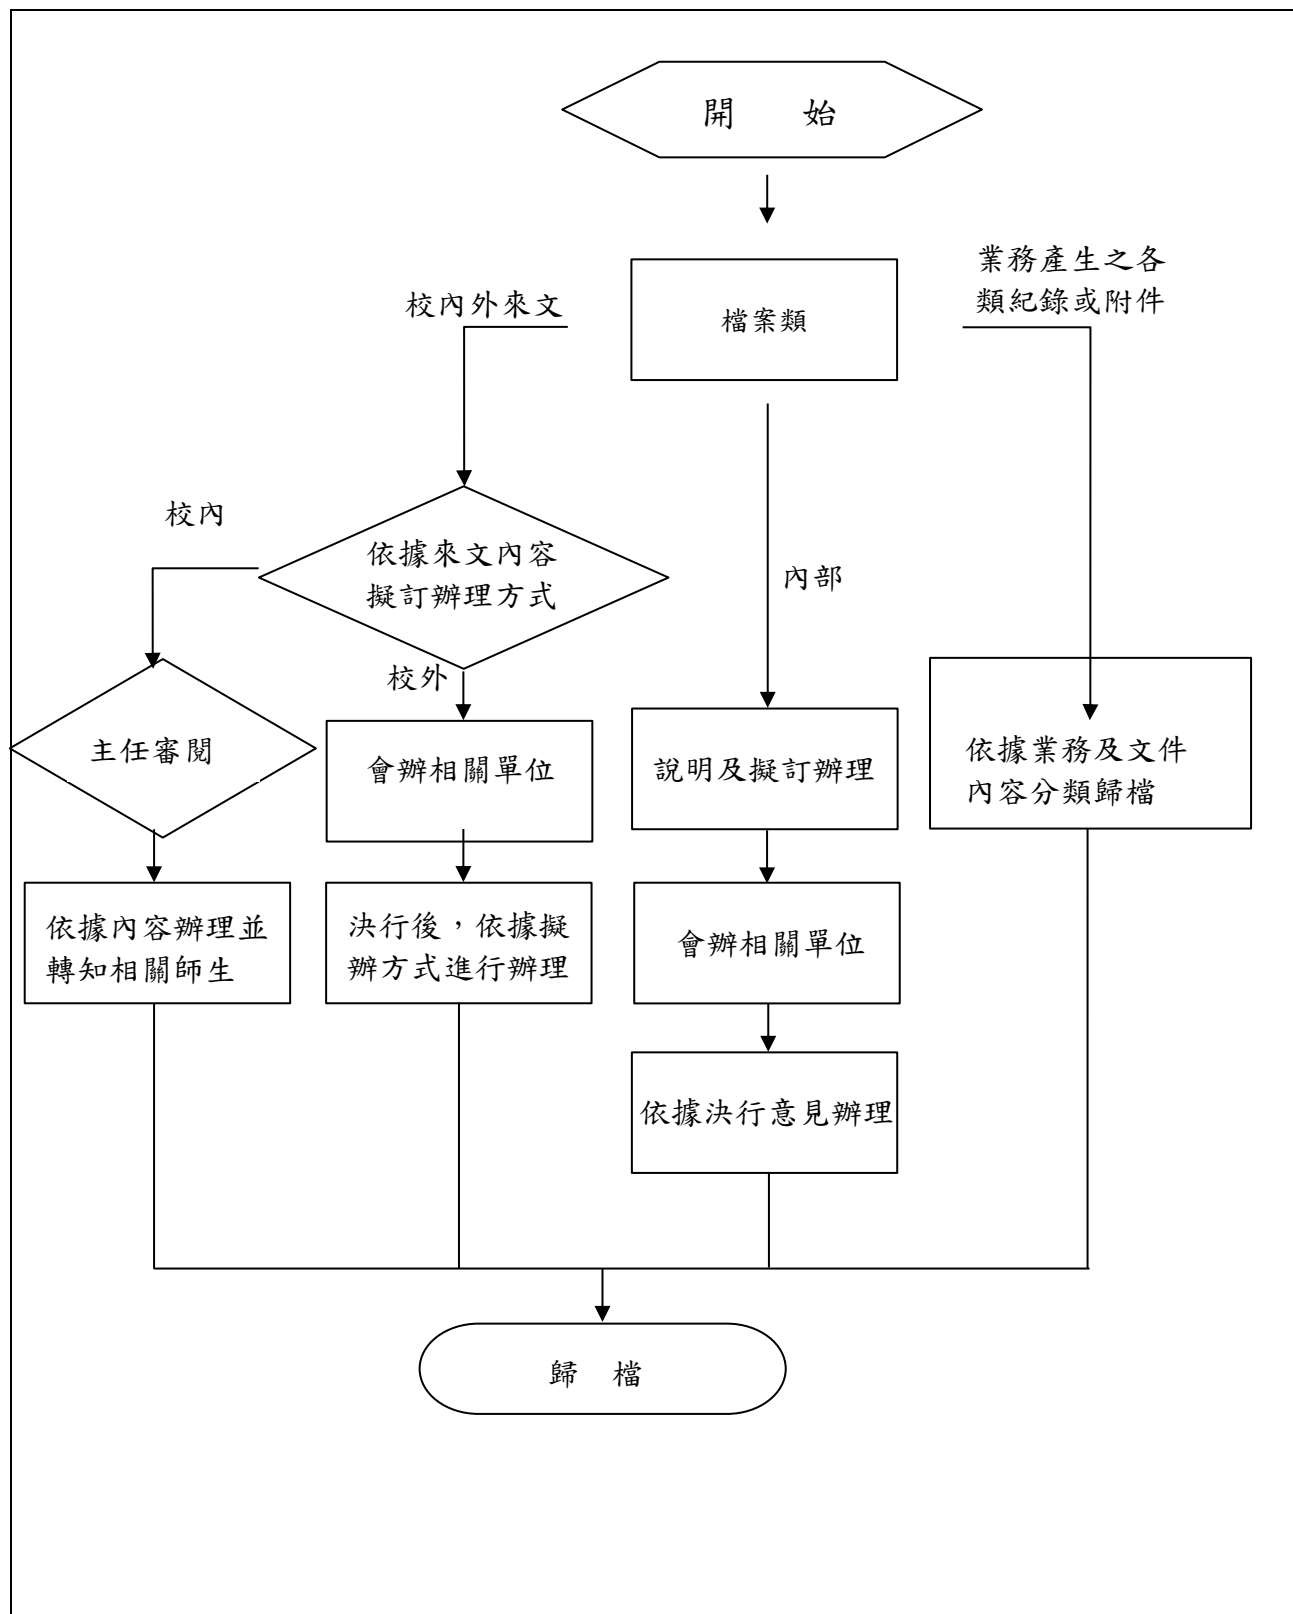 開 始
業務產生之各
類紀錄或附件
校內外來文
檔案類
校內
依據來文內容
擬訂辦理方式
內部
校外
主任審閱
會辦相關單位
說明及擬訂辦理
依據業務及文件
內容分類歸檔
依據內容辦理並
轉知相關師生
決行後，依據擬
辦方式進行辦理
會辦相關單位
依據決行意見辦理
歸 檔